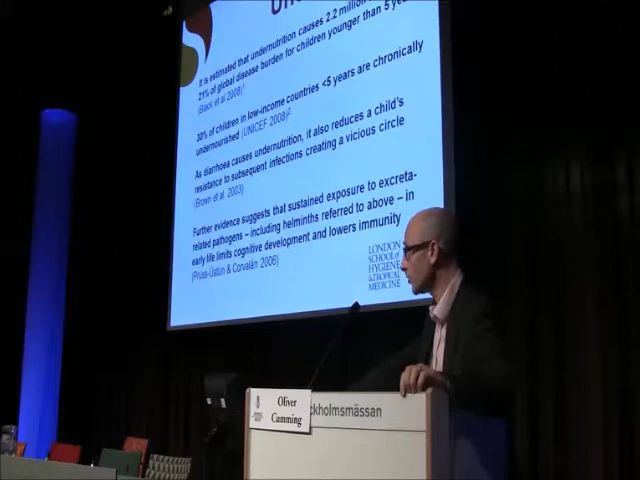 It is estimated that undernutrition causes 2.2 million
21% of global disease burden for children younger than 5
(Black et al 2008)1
30% of children in low-income countries <5 years are chronically
undernourished (UNICEF 2008)2
As diarrhoea causes undernutrition, it also reduces a child's
resistance to subsequent infections creating a vicious circle
(Brown et al. 2003)
Further evidence suggests that sustained exposure to excreta-
related pathogens – including helminths referred to above – in
early life limits cognitive development and lowers immunity
(Prüss-Üstün & Corvalán 2006)
LONDON
SCHOOL of
HYGIENE
& TROPICAL
MEDICINE
Oliver
Cumming
ckholmsmässan